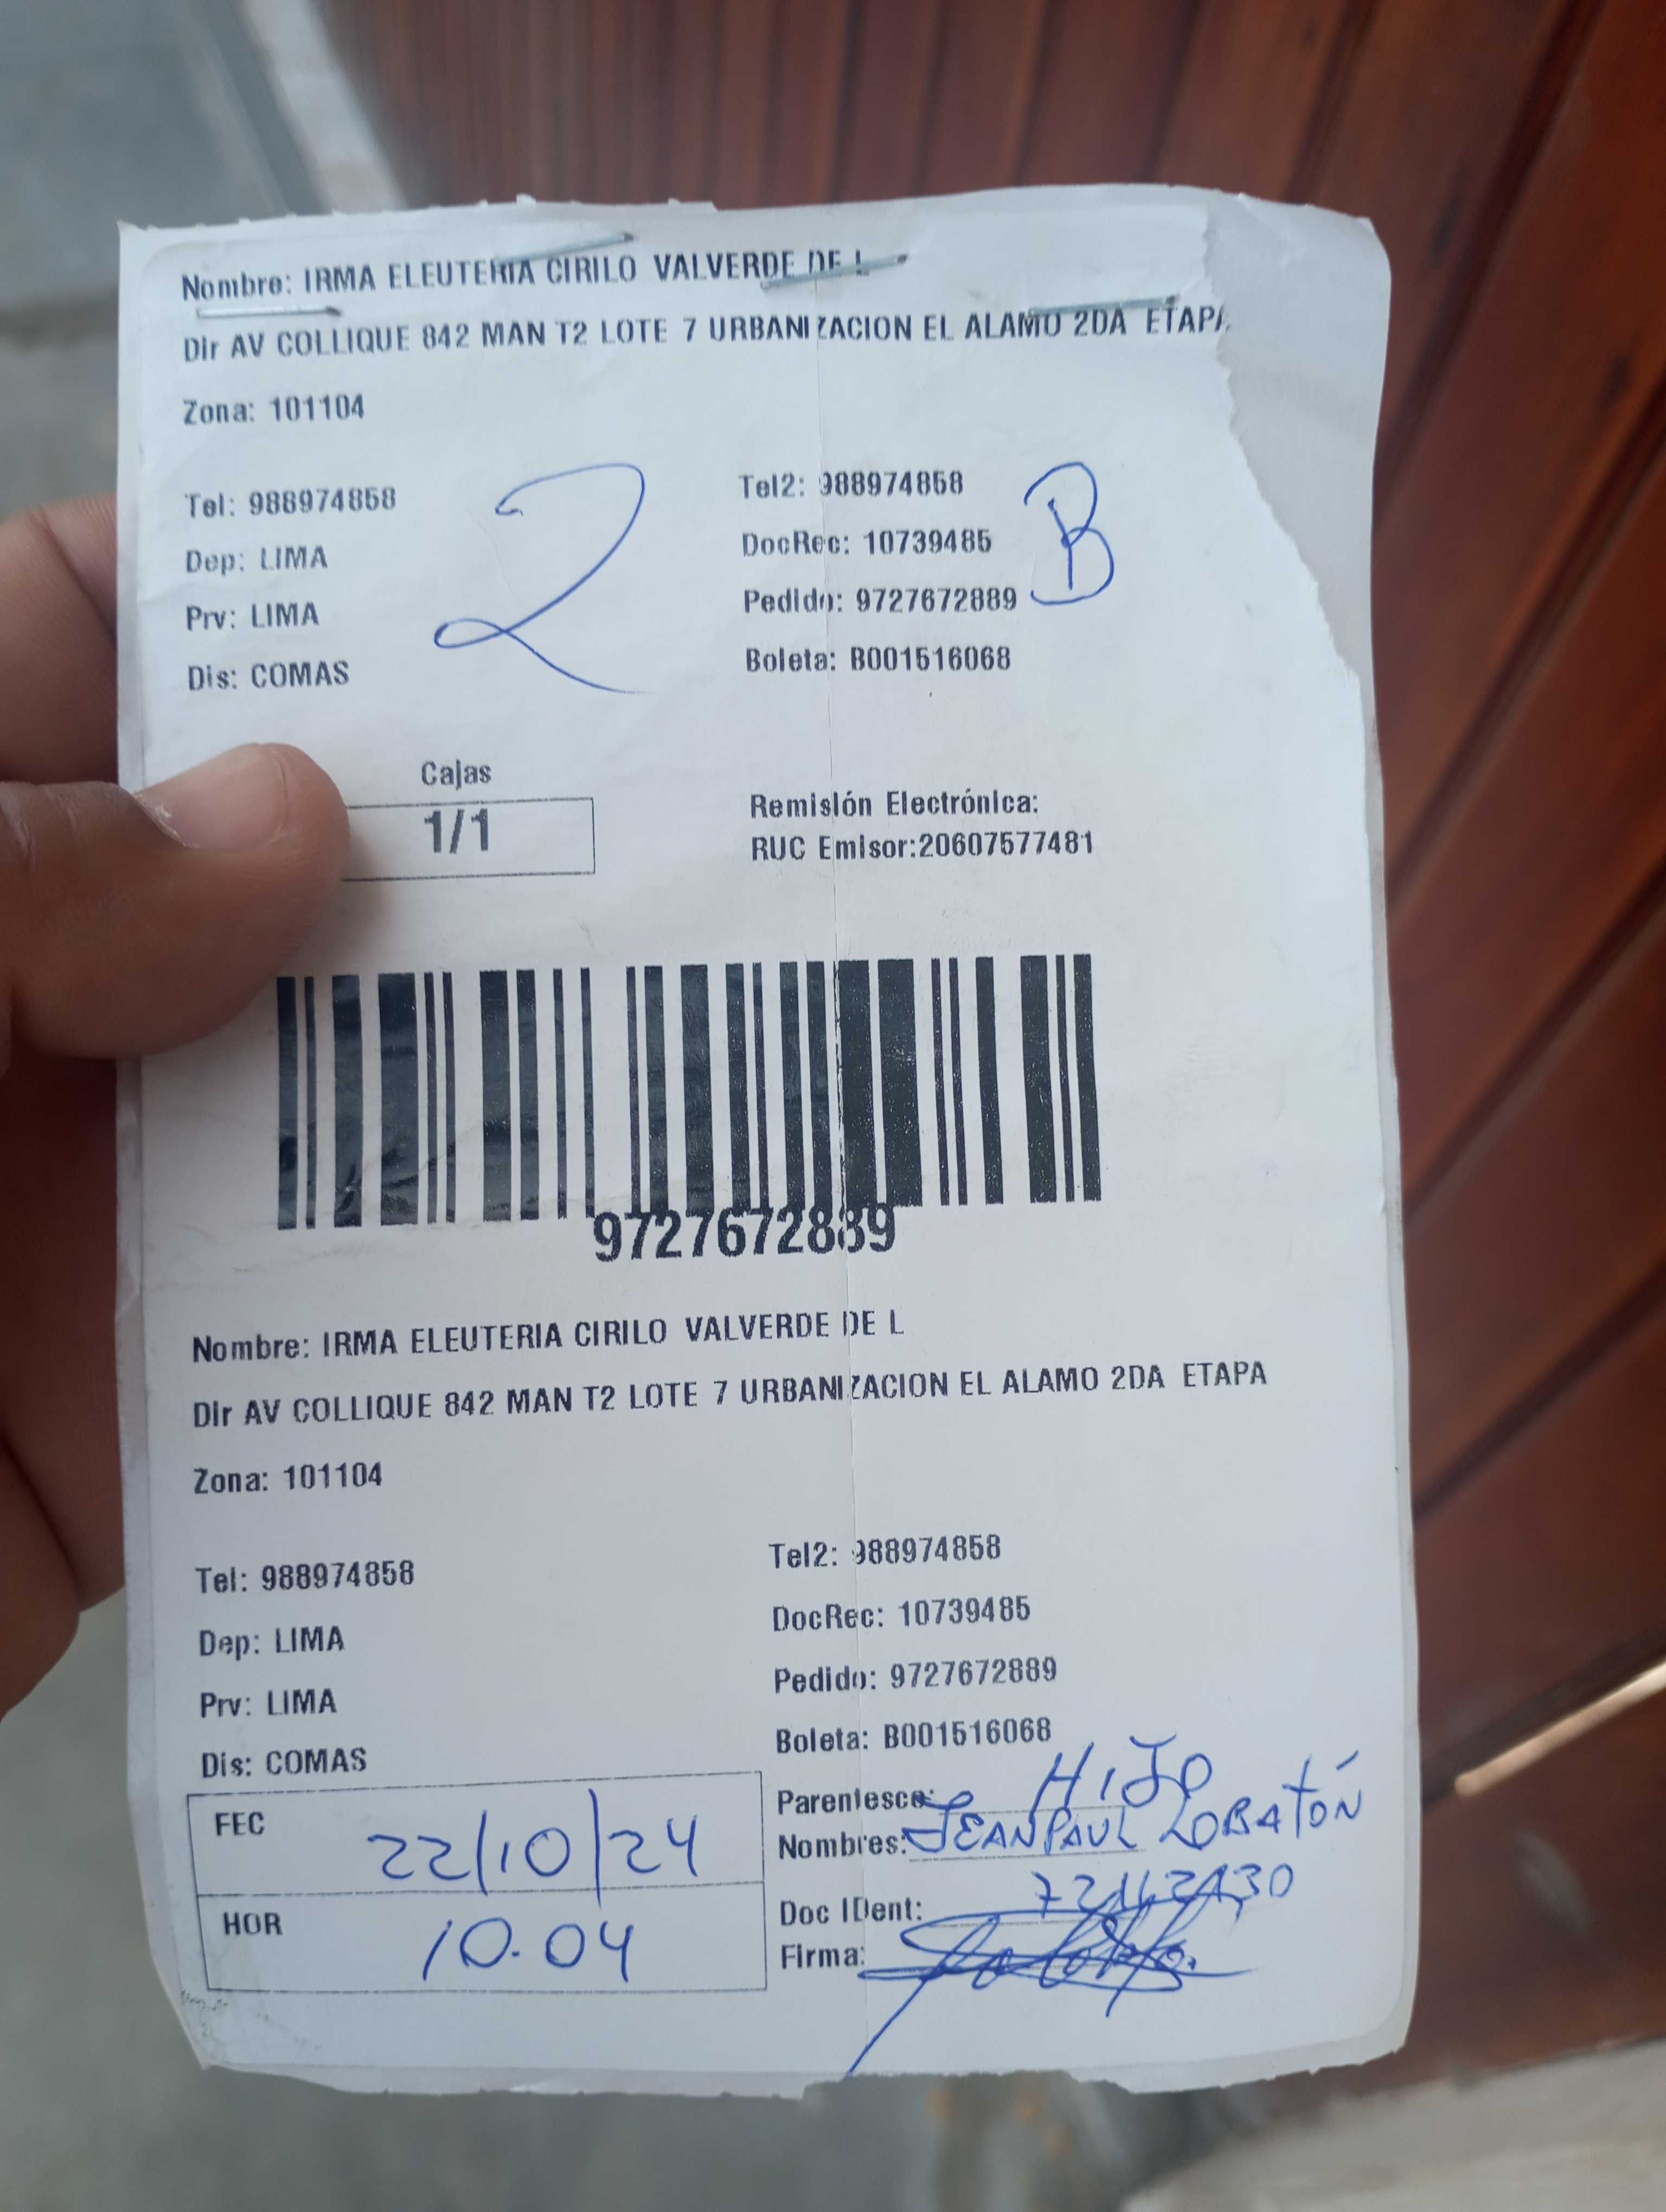 Nombre: IRMA ELEUTERIA CIRILO VALVERDE DE L
Dir AV COLLIQUE 842 MAN T2 LOTE 7 URBANIZACION EL ALAMO 2DA ETAPA
Zona: 101104
Tel: 988974858
Tel2: 988974858
Dep: LIMA
DocRec: 10739485
Prv: LIMA
Pedido: 9727672889
Dis: COMAS
Boleta: B001516068
2
B
Cajas
1/1
Remisión Electrónica:
RUC Emisor:20607577481
9727672889
Nombre: IRMA ELEUTERIA CIRILO VALVERDE DE L
Dir AV COLLIQUE 842 MAN T2 LOTE 7 URBANIZACION EL ALAMO 2DA ETAPA
Zona: 101104
Tel: 988974858
Tel2: 988974858
Dep: LIMA
DocRec: 10739485
Prv: LIMA
Pedido: 9727672889
Dis: COMAS
Boleta: B001516068
FEC 22/10/24
HOR 10.04
Parentesco: HIJO
Nombres: JEANPAUL LOBATÓN
Doc IDent:
Firma: